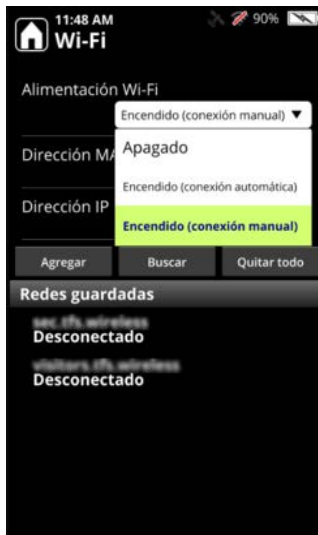 11:48 AM
90%
Wi-Fi
Alimentación Wi-Fi
Encendido (conexión manual)
Dirección MA
Apagado
Encendido (conexión automática)
Dirección IP
Encendido (conexión manual)
Agregar Buscar Quitar todo
Redes guardadas
Desconectado
Desconectado